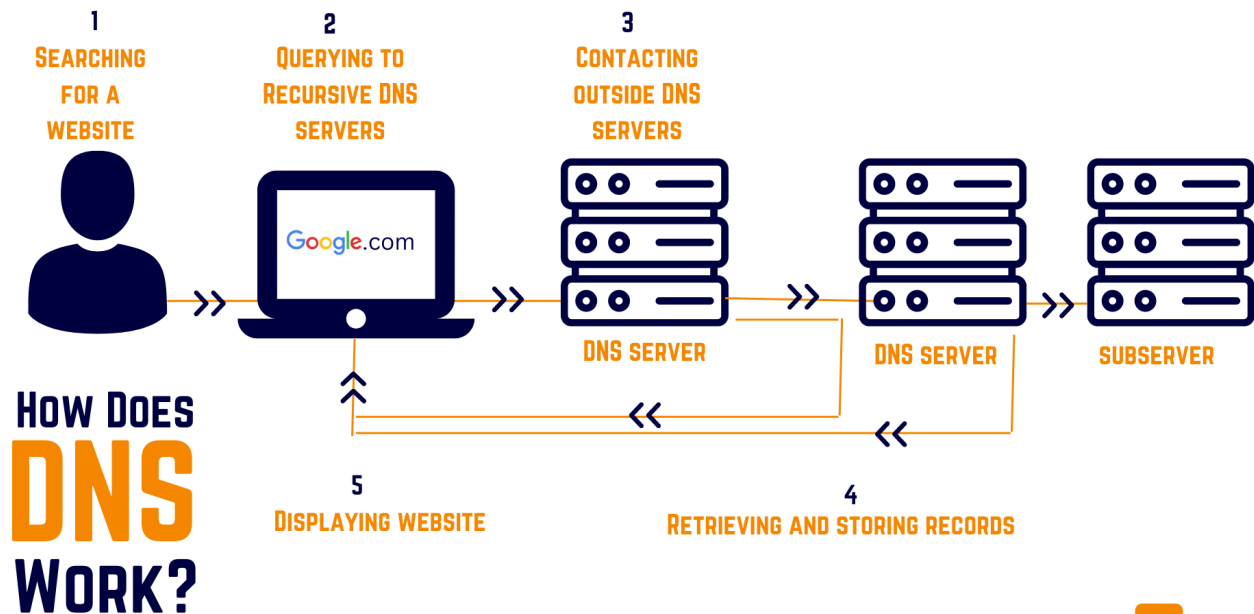 1
Searching
for a
website
2
Querying to
Recursive DNS
servers
3
Contacting
outside DNS
servers
Google.com
DNS server
DNS server
subserver
How Does
DNS
Work?
5
Displaying website
4
Retrieving and storing records